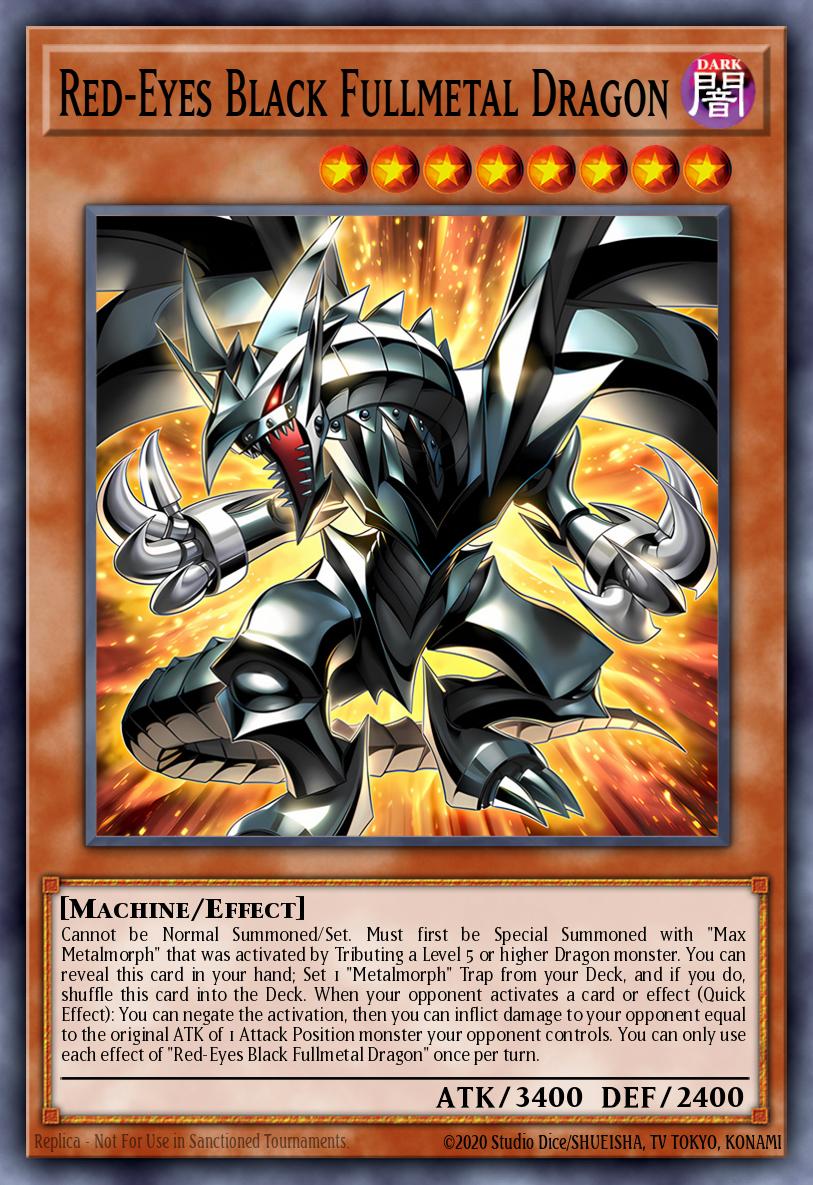 Red-Eyes Black Fullmetal Dragon
DARK
闇
[Machine/Effect]
Cannot be Normal Summoned/Set. Must first be Special Summoned with "Max
Metalmorph" that was activated by Tributing a Level 5 or higher Dragon monster. You can
reveal this card in your hand; Set 1 "Metalmorph" Trap from your Deck, and if you do,
shuffle this card into the Deck. When your opponent activates a card or effect (Quick
Effect): You can negate the activation, then you can inflict damage to your opponent equal
to the original ATK of 1 Attack Position monster your opponent controls. You can only use
each effect of "Red-Eyes Black Fullmetal Dragon" once per turn.
ATK/3400 DEF/2400
Replica - Not For Use in Sanctioned Tournaments.
©2020 Studio Dice/SHUEISHA, TV TOKYO, KONAMI